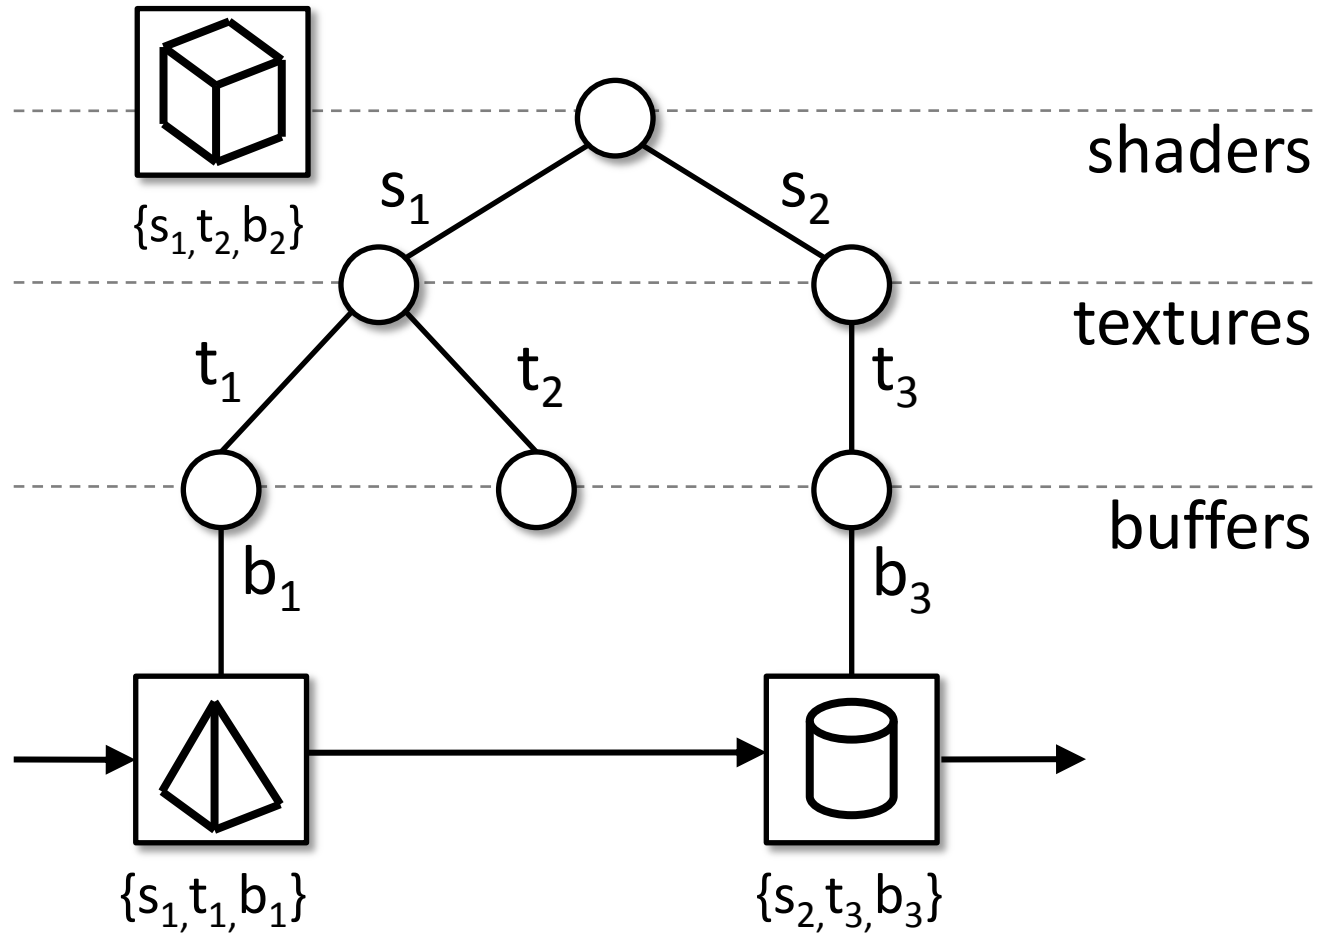 shaders
s₁
s₂
{s₁,t₂,b₂}
textures
t₁
t₂
t₃
buffers
b₁
b₃
{s₁,t₁,b₁}
{s₂,t₃,b₃}